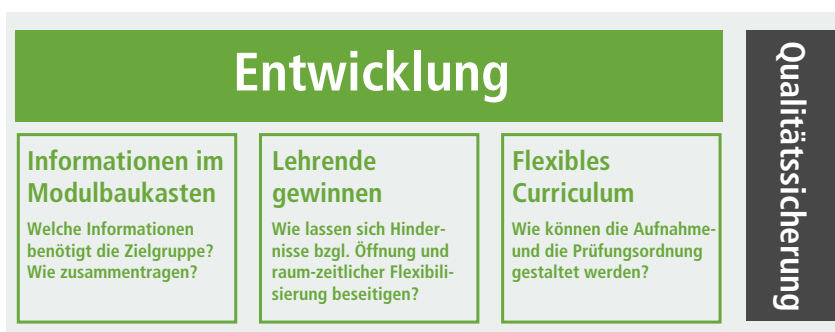 Entwicklung
Informationen im
Modulbaukasten
Welche Informationen
benötigt die Zielgruppe?
Wie zusammentragen?
Lehrende
gewinnen
Wie lassen sich Hinder-
nisse bzgl. Öffnung und
raum-zeitlicher Flexibili-
sierung beseitigen?
Flexibles
Curriculum
Wie können die Aufnahme-
und die Prüfungsordnung
gestaltet werden?
Qualitätssicherung